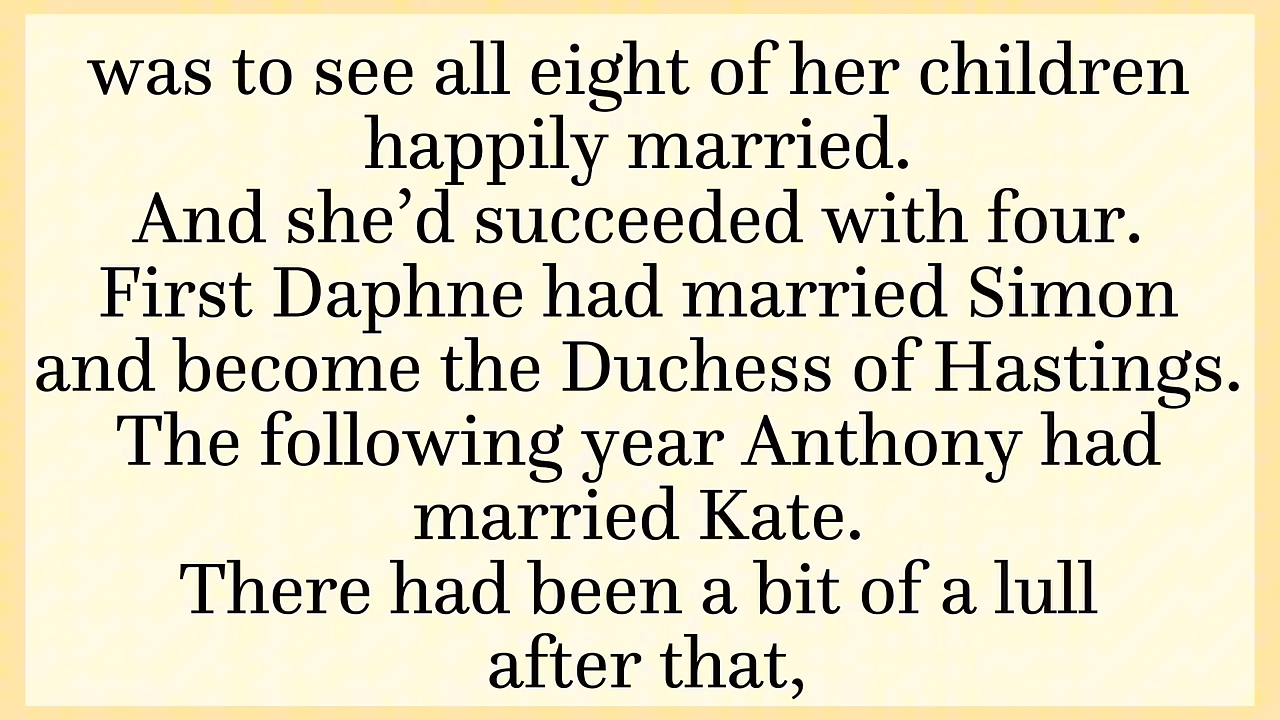 was to see all eight of her children
happily married.
And she’d succeeded with four.
First Daphne had married Simon
and become the Duchess of Hastings.
The following year Anthony had
married Kate.
There had been a bit of a lull
after that,